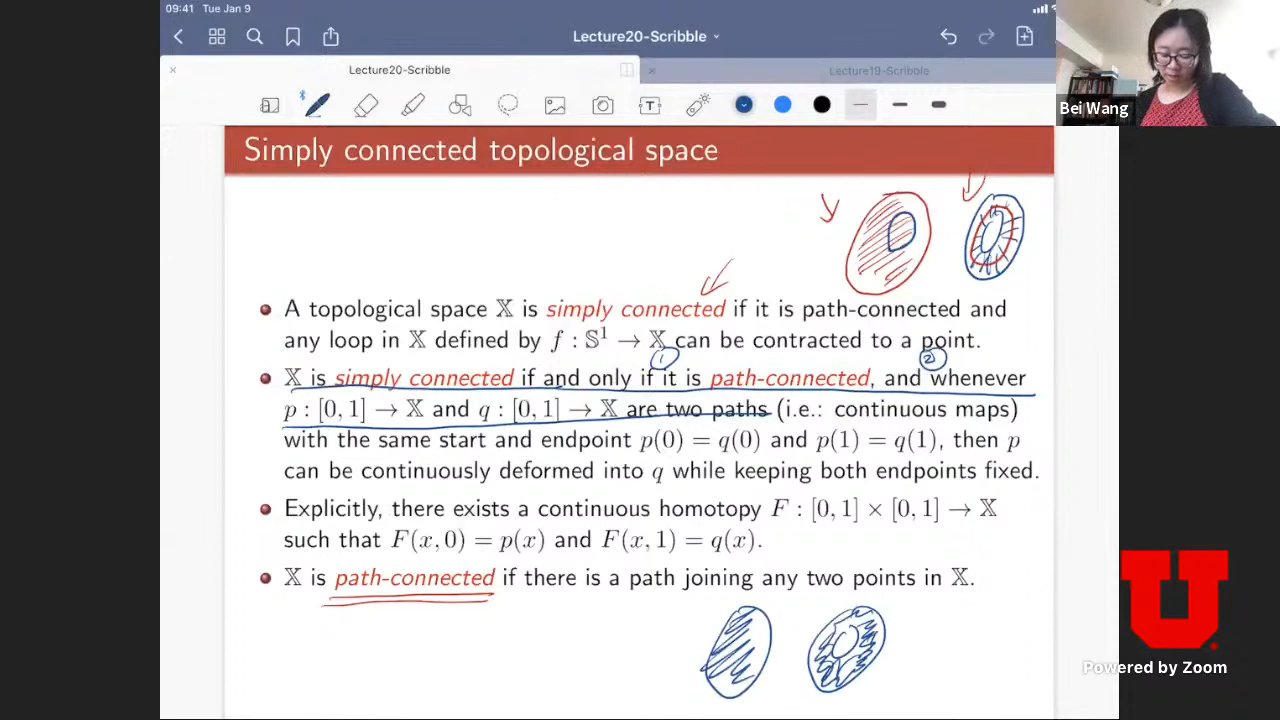 09:41 Tue Jan 9
Lecture20-Scribble
Lecture20-Scribble
Lecture19-Scribble
T
Bei Wang
Simply connected topological space
A topological space 𝕏 is simply connected if it is path-connected and
any loop in 𝕏 defined by f : 𝕊¹ → 𝕏 can be contracted to a point.
1 2
𝕏 is simply connected if and only if it is path-connected, and whenever
p : [0, 1] → 𝕏 and q : [0, 1] → 𝕏 are two paths (i.e.: continuous maps)
with the same start and endpoint p(0) = q(0) and p(1) = q(1), then p
can be continuously deformed into q while keeping both endpoints fixed.
Explicitly, there exists a continuous homotopy F : [0, 1] × [0, 1] → 𝕏
such that F(x, 0) = p(x) and F(x, 1) = q(x).
𝕏 is path-connected if there is a path joining any two points in 𝕏.
U
Powered by Zoom